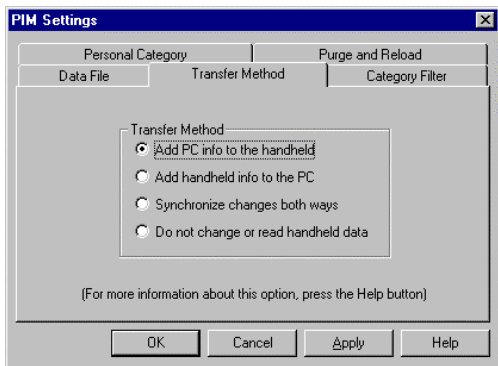 PIM Settings
Personal Category Purge and Reload
Data File Transfer Method Category Filter
Transfer Method
Add PC info to the handheld
Add handheld info to the PC
Synchronize changes both ways
Do not change or read handheld data
(For more information about this option, press the Help button)
OK Cancel Apply Help